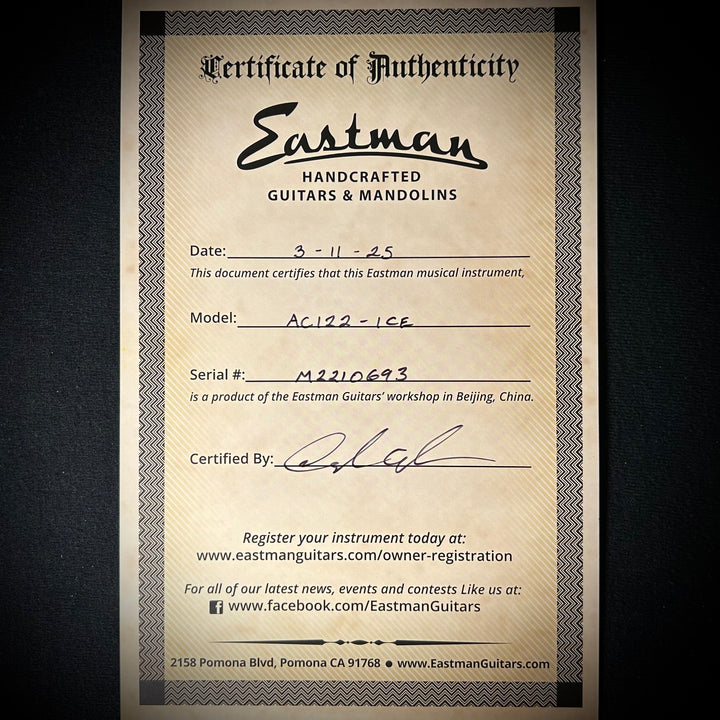 Certificate of Authenticity
Eastman
HANDCRAFTED
GUITARS & MANDOLINS
Date: 3-11-25
This document certifies that this Eastman musical instrument,
Model: AC122-1CE
Serial #: M2210693
is a product of the Eastman Guitars' workshop in Beijing, China.
Certified By:
Register your instrument today at:
www.eastmanguitars.com/owner-registration
For all of our latest news, events and contests Like us at:
f www.facebook.com/EastmanGuitars
2158 Pomona Blvd, Pomona CA 91768 ● www.EastmanGuitars.com